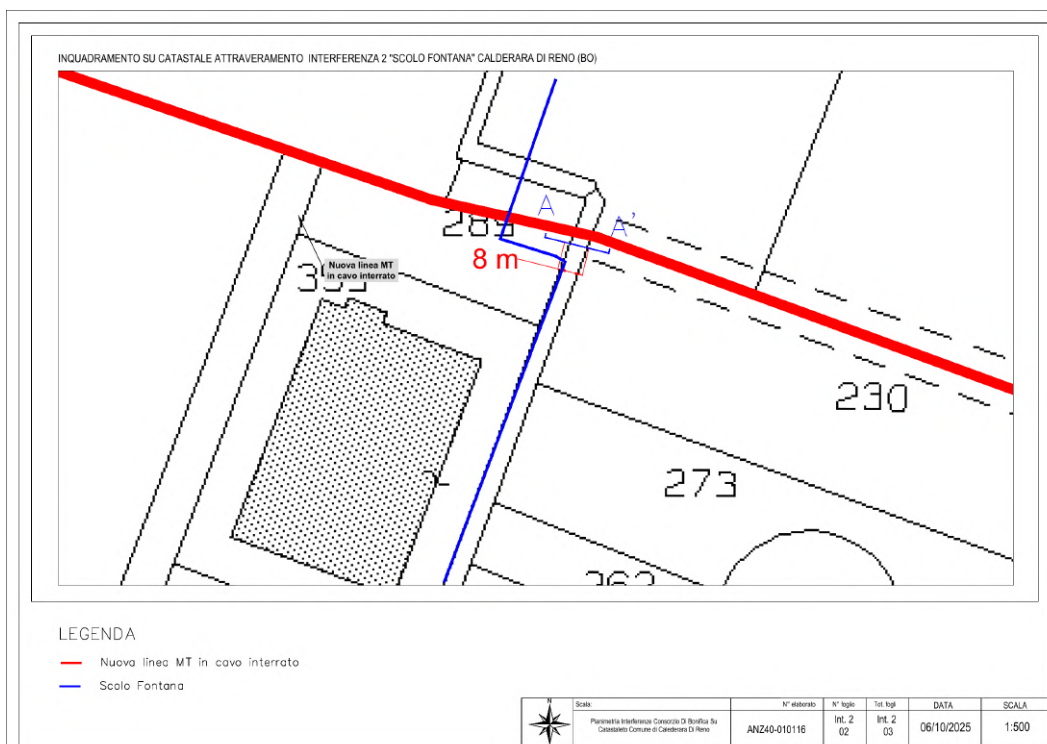 INQUADRAMENTO SU CATASTALE ATTRAVERAMENTO INTERFERENZA 2 "SCOLO FONTANA" CALDERARA DI RENO (BO)
289
A
A'
8 m
Nuova linea MT
in cavo interrato
230
273
LEGENDA
Nuova linea MT in cavo interrato
Scolo Fontana
N
Scala:
N° elaborato
N° foglio
Tot. fogli
DATA
SCALA
Planimetria Interferenze Consorzio Di Bonifica Su
Catastaleto Comune di Calederara Di Reno
ANZ40-010116
Int. 2
02
Int. 2
03
06/10/2025
1:500